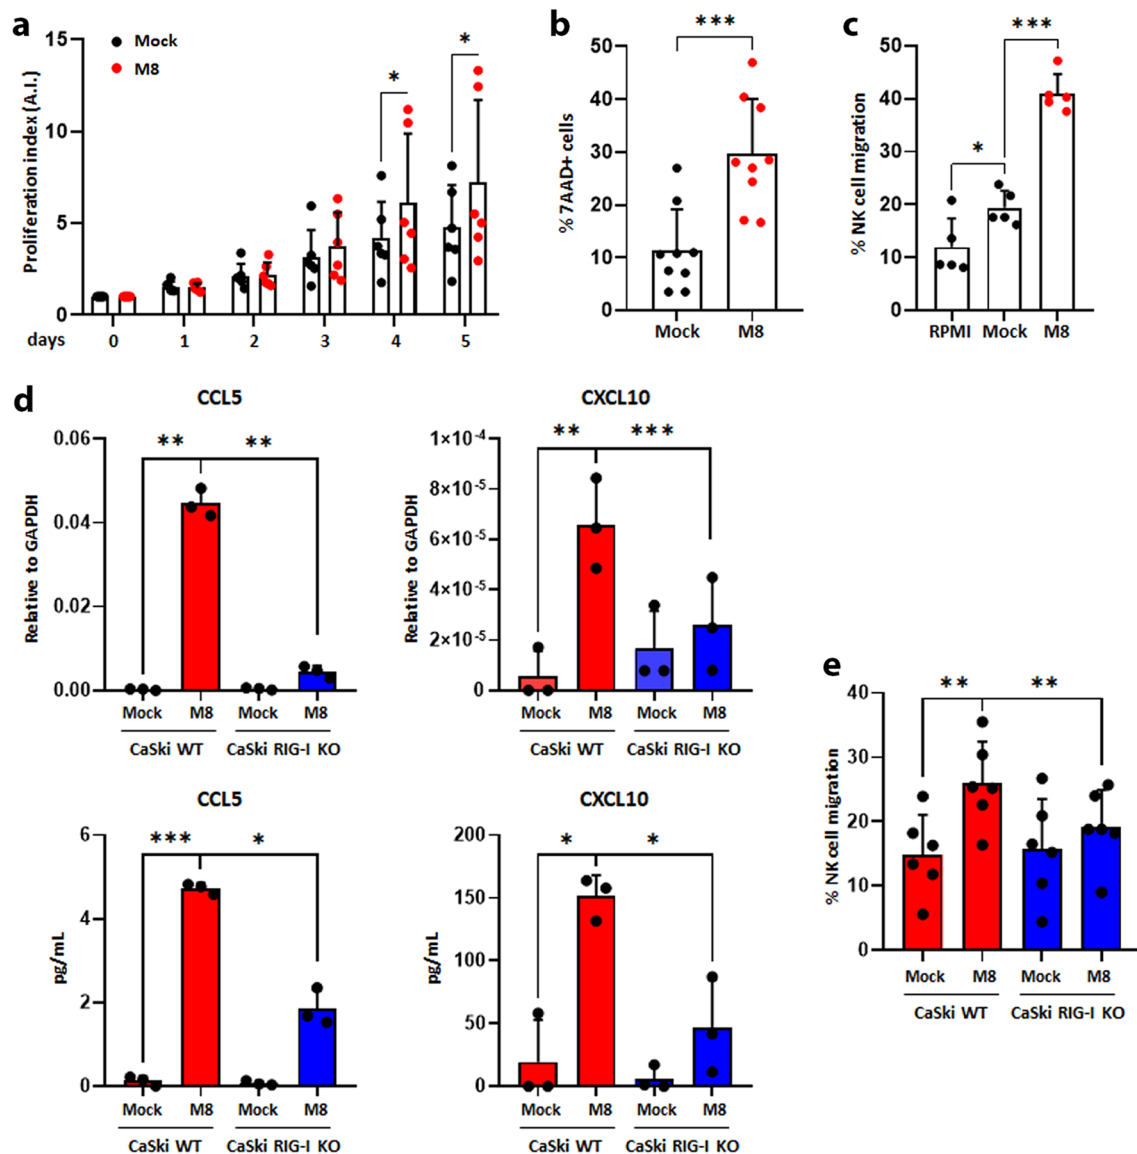 a
Proliferation index (A.I.)
15
10
5
0
Mock
M8
*
*
days 0 1 2 3 4 5
b
% 7AAD+ cells
50%
40%
30%
20%
10%
0
***
Mock M8
c
% NK cell migration
50%
40%
30%
20%
10%
0
***
*
RPMI Mock M8
d
CCL5
Relative to GAPDH
0.06
0.04
0.02
0.00
** **
Mock M8 Mock M8
CaSki WT CaSki RIG-I KO
CXCL10
Relative to GAPDH
1×10-4
8×10-5
6×10-5
4×10-5
2×10-5
0
** ***
Mock M8 Mock M8
CaSki WT CaSki RIG-I KO
CCL5
pg/mL
6
4
2
0
*** *
Mock M8 Mock M8
CaSki WT CaSki RIG-I KO
CXCL10
pg/mL
200
150
100
50
0
* *
Mock M8 Mock M8
CaSki WT CaSki RIG-I KO
e
% NK cell migration
40
30
20
10
0
** **
Mock M8 Mock M8
CaSki WT CaSki RIG-I KO